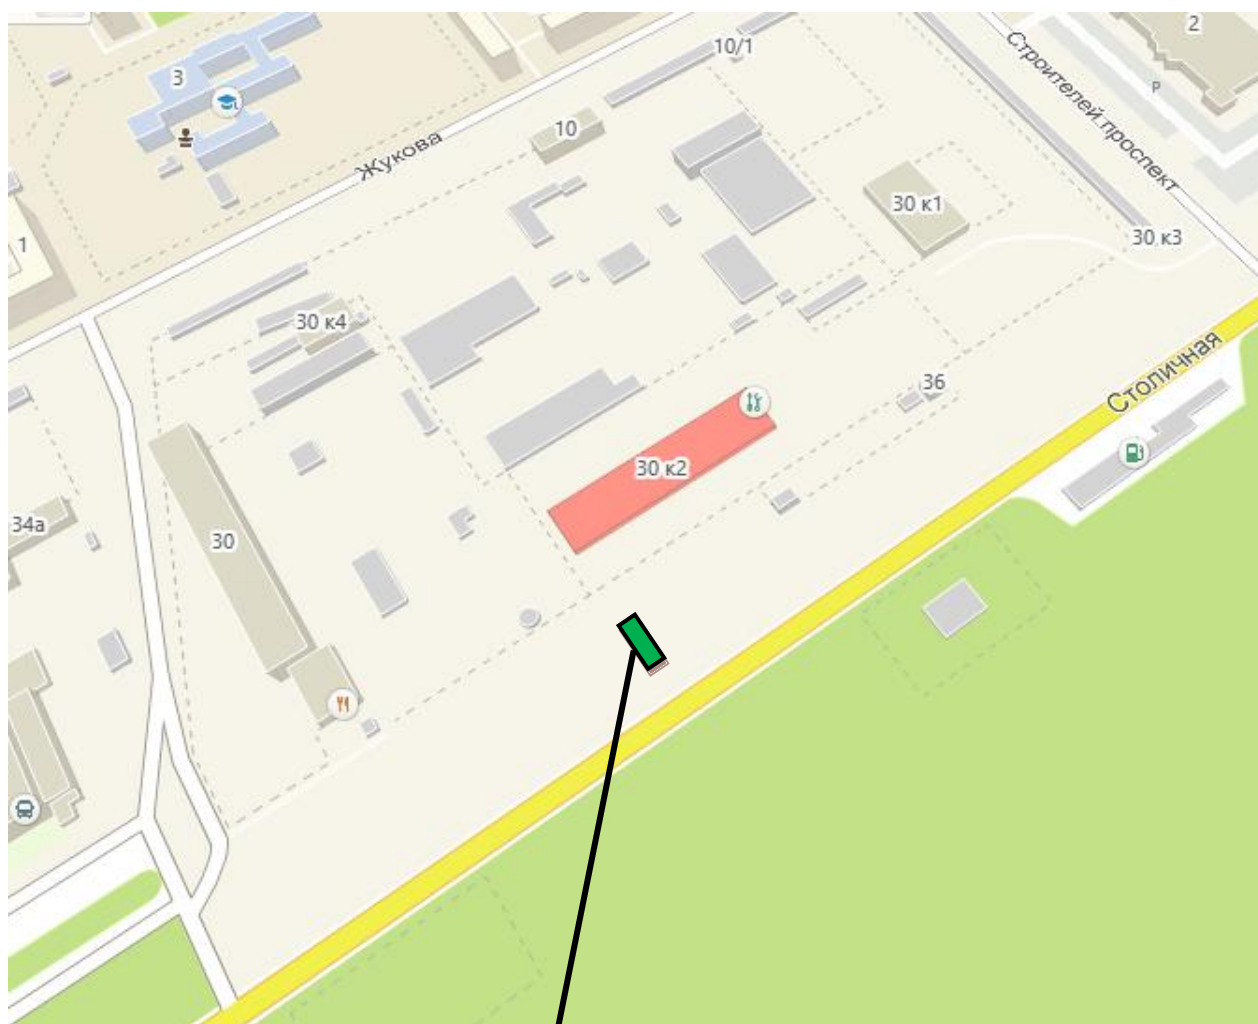 2
10/1
3
P
Строителей проспект
10
Жукова
30 к1
1
30 к3
30 к4
Столичная
36
30 к2
34а
30